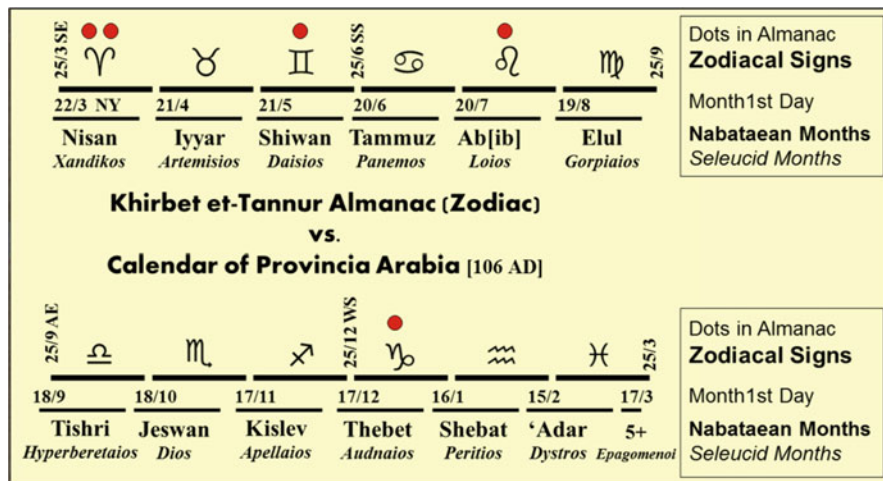 25/3 SE ♈ ♉ ♊ 25/6 SS ♋ ♌ ♍ 25/9
22/3 NY 21/4 21/5 20/6 20/7 19/8
Nisan Iyyar Shiwan Tammuz Ab[ib] Elul
Xandikos Artemisios Daisios Panemos Loios Gorpiaios
Dots in Almanac
Zodiacal Signs
Month1st Day
Nabataean Months
Seleucid Months
Khirbet et-Tannur Almanac (Zodiac)
vs.
Calendar of Provincia Arabia [106 AD]
25/9 AE ♎ ♏ ♐ 25/12 WS ♑ ♒ ♓ 25/3
18/9 18/10 17/11 17/12 16/1 15/2 17/3
Tishri Jeswan Kislev Thebet Shebat ‘Adar 5+
Hyperberetaios Dios Apellaios Audnaios Peritios Dystros Epagomenoi
Dots in Almanac
Zodiacal Signs
Month1st Day
Nabataean Months
Seleucid Months